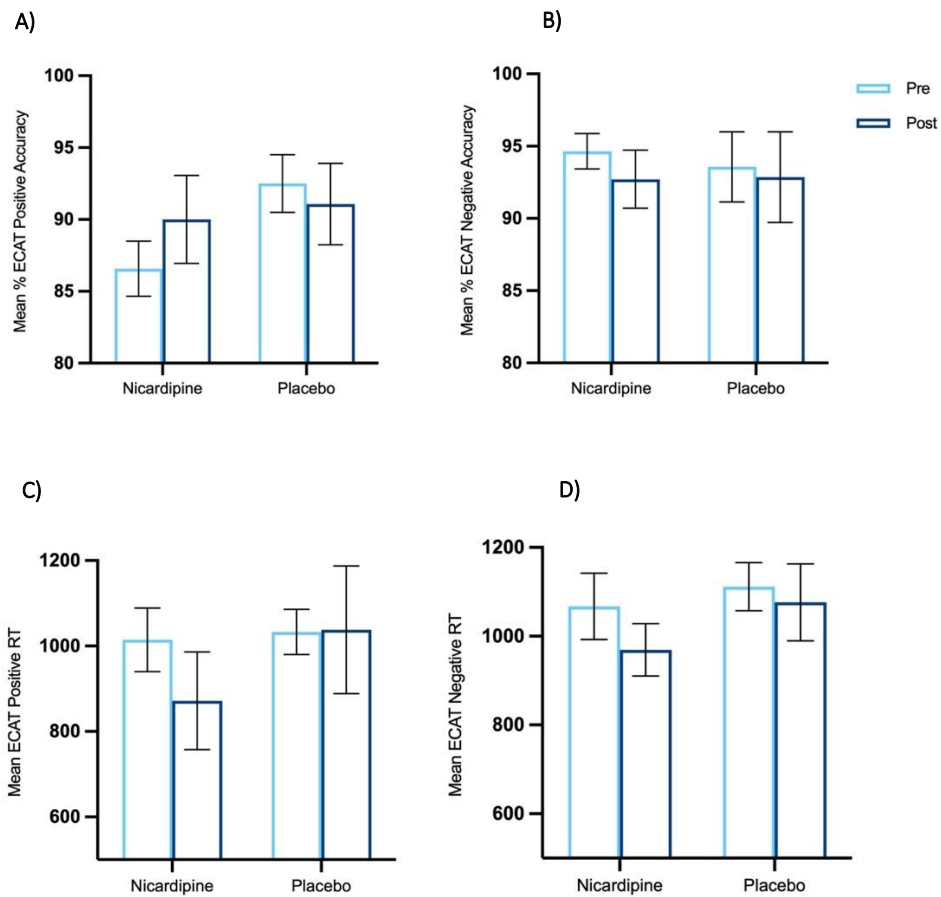 A)
Mean % ECAT Positive Accuracy
100
95
90
85
80
Nicardipine
Placebo
B)
Mean % ECAT Negative Accuracy
100
95
90
85
80
Nicardipine
Placebo
Pre
Post
C)
Mean ECAT Positive RT
1200
1000
800
600
Nicardipine
Placebo
D)
Mean ECAT Negative RT
1200
1000
800
600
Nicardipine
Placebo